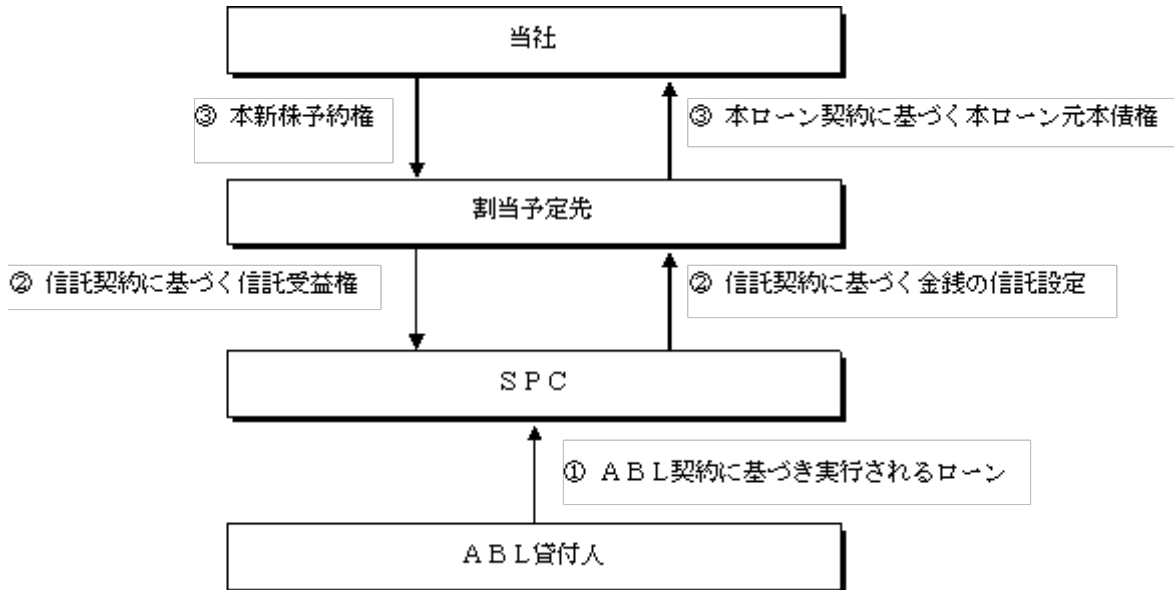 当社
③ 本新株予約権
③ 本ローン契約に基づく本ローン元本債権
割当予定先
② 信託契約に基づく信託受益権
② 信託契約に基づく金銭の信託設定
ＳＰＣ
① ＡＢＬ契約に基づき実行されるローン
ＡＢＬ貸付人